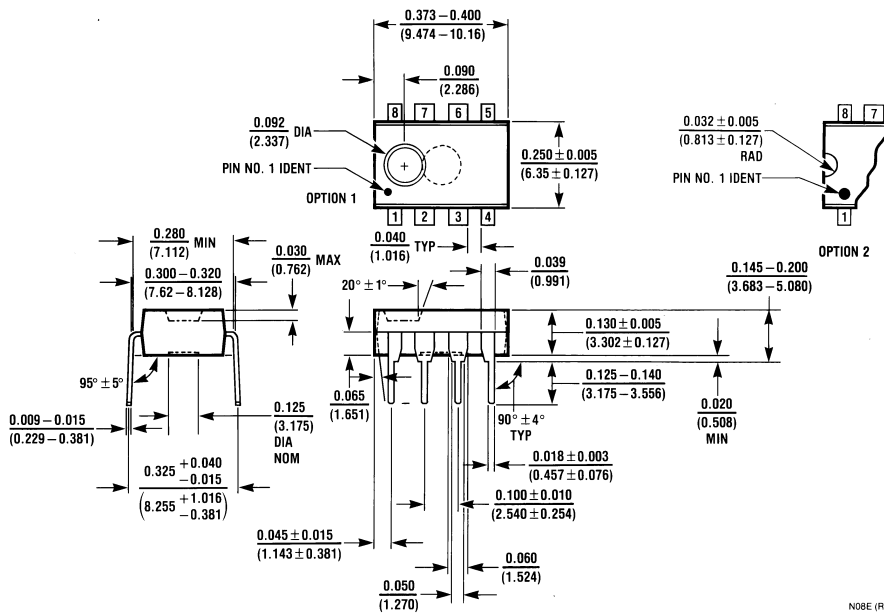 0.373 – 0.400
(9.474 – 10.16)
0.090
(2.286)
8 7 6 5
8 7
0.092 DIA
(2.337)
0.032 ± 0.005
(0.813 ± 0.127)
RAD
0.250 ± 0.005
(6.35 ± 0.127)
PIN NO. 1 IDENT
PIN NO. 1 IDENT
OPTION 1
1 2 3 4
1
OPTION 2
0.280 MIN
(7.112)
0.030 MAX
(0.762)
0.040 TYP
(1.016)
0.039
(0.991)
0.145 – 0.200
(3.683 – 5.080)
0.300 – 0.320
(7.62 – 8.128)
20° ± 1°
0.130 ± 0.005
(3.302 ± 0.127)
95° ± 5°
0.065
(1.651)
0.125 – 0.140
(3.175 – 3.556)
0.020
(0.508)
MIN
90° ± 4°
TYP
0.009 – 0.015
(0.229 – 0.381)
0.125
(3.175)
DIA
NOM
0.018 ± 0.003
(0.457 ± 0.076)
0.325 +0.040
−0.015
(8.255 +1.016
−0.381)
0.100 ± 0.010
(2.540 ± 0.254)
0.045 ± 0.015
(1.143 ± 0.381)
0.060
(1.524)
0.050
(1.270)
N08E (R